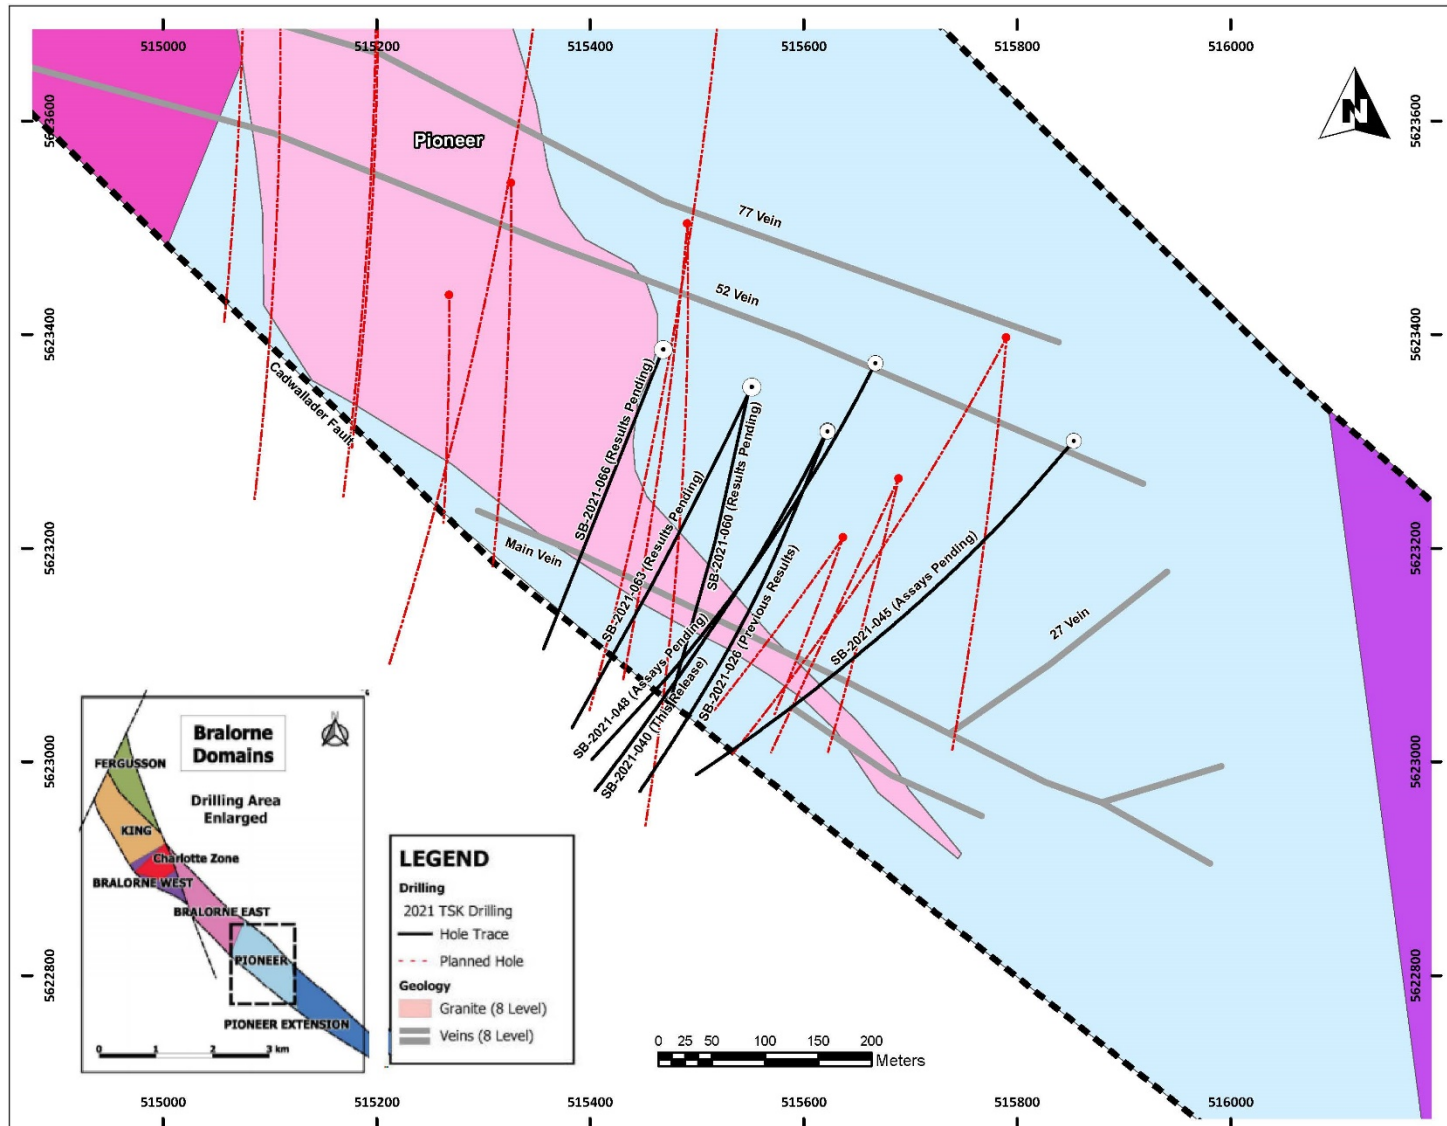 515000
515200
515400
515600
515800
516000
5623600
5623600
Pioneer
N
77 Vein
52 Vein
5623400
5623400
Cadwallader Fault
SB-2021-066 (Results Pending)
SB-2021-063 (Results Pending)
SB-2021-060 (Results Pending)
SB-2021-048 (Assays Pending)
SB-2021-040 (This Release)
SB-2021-026 (Previous Results)
SB-2021-045 (Assays Pending)
5623200
5623200
Main Vein
27 Vein
5623000
5623000
Bralorne
Domains
N
Drilling Area
Enlarged
FERGUSSON
KING
Charlotte Zone
BRALORNE WEST
BRALORNE EAST
PIONEER
PIONEER EXTENSION
0 1 2 3 km
LEGEND
Drilling
2021 TSK Drilling
Hole Trace
Planned Hole
Geology
Granite (8 Level)
Veins (8 Level)
5622800
5622800
0 25 50 100 150 200
Meters
515000
515200
515400
515600
515800
516000